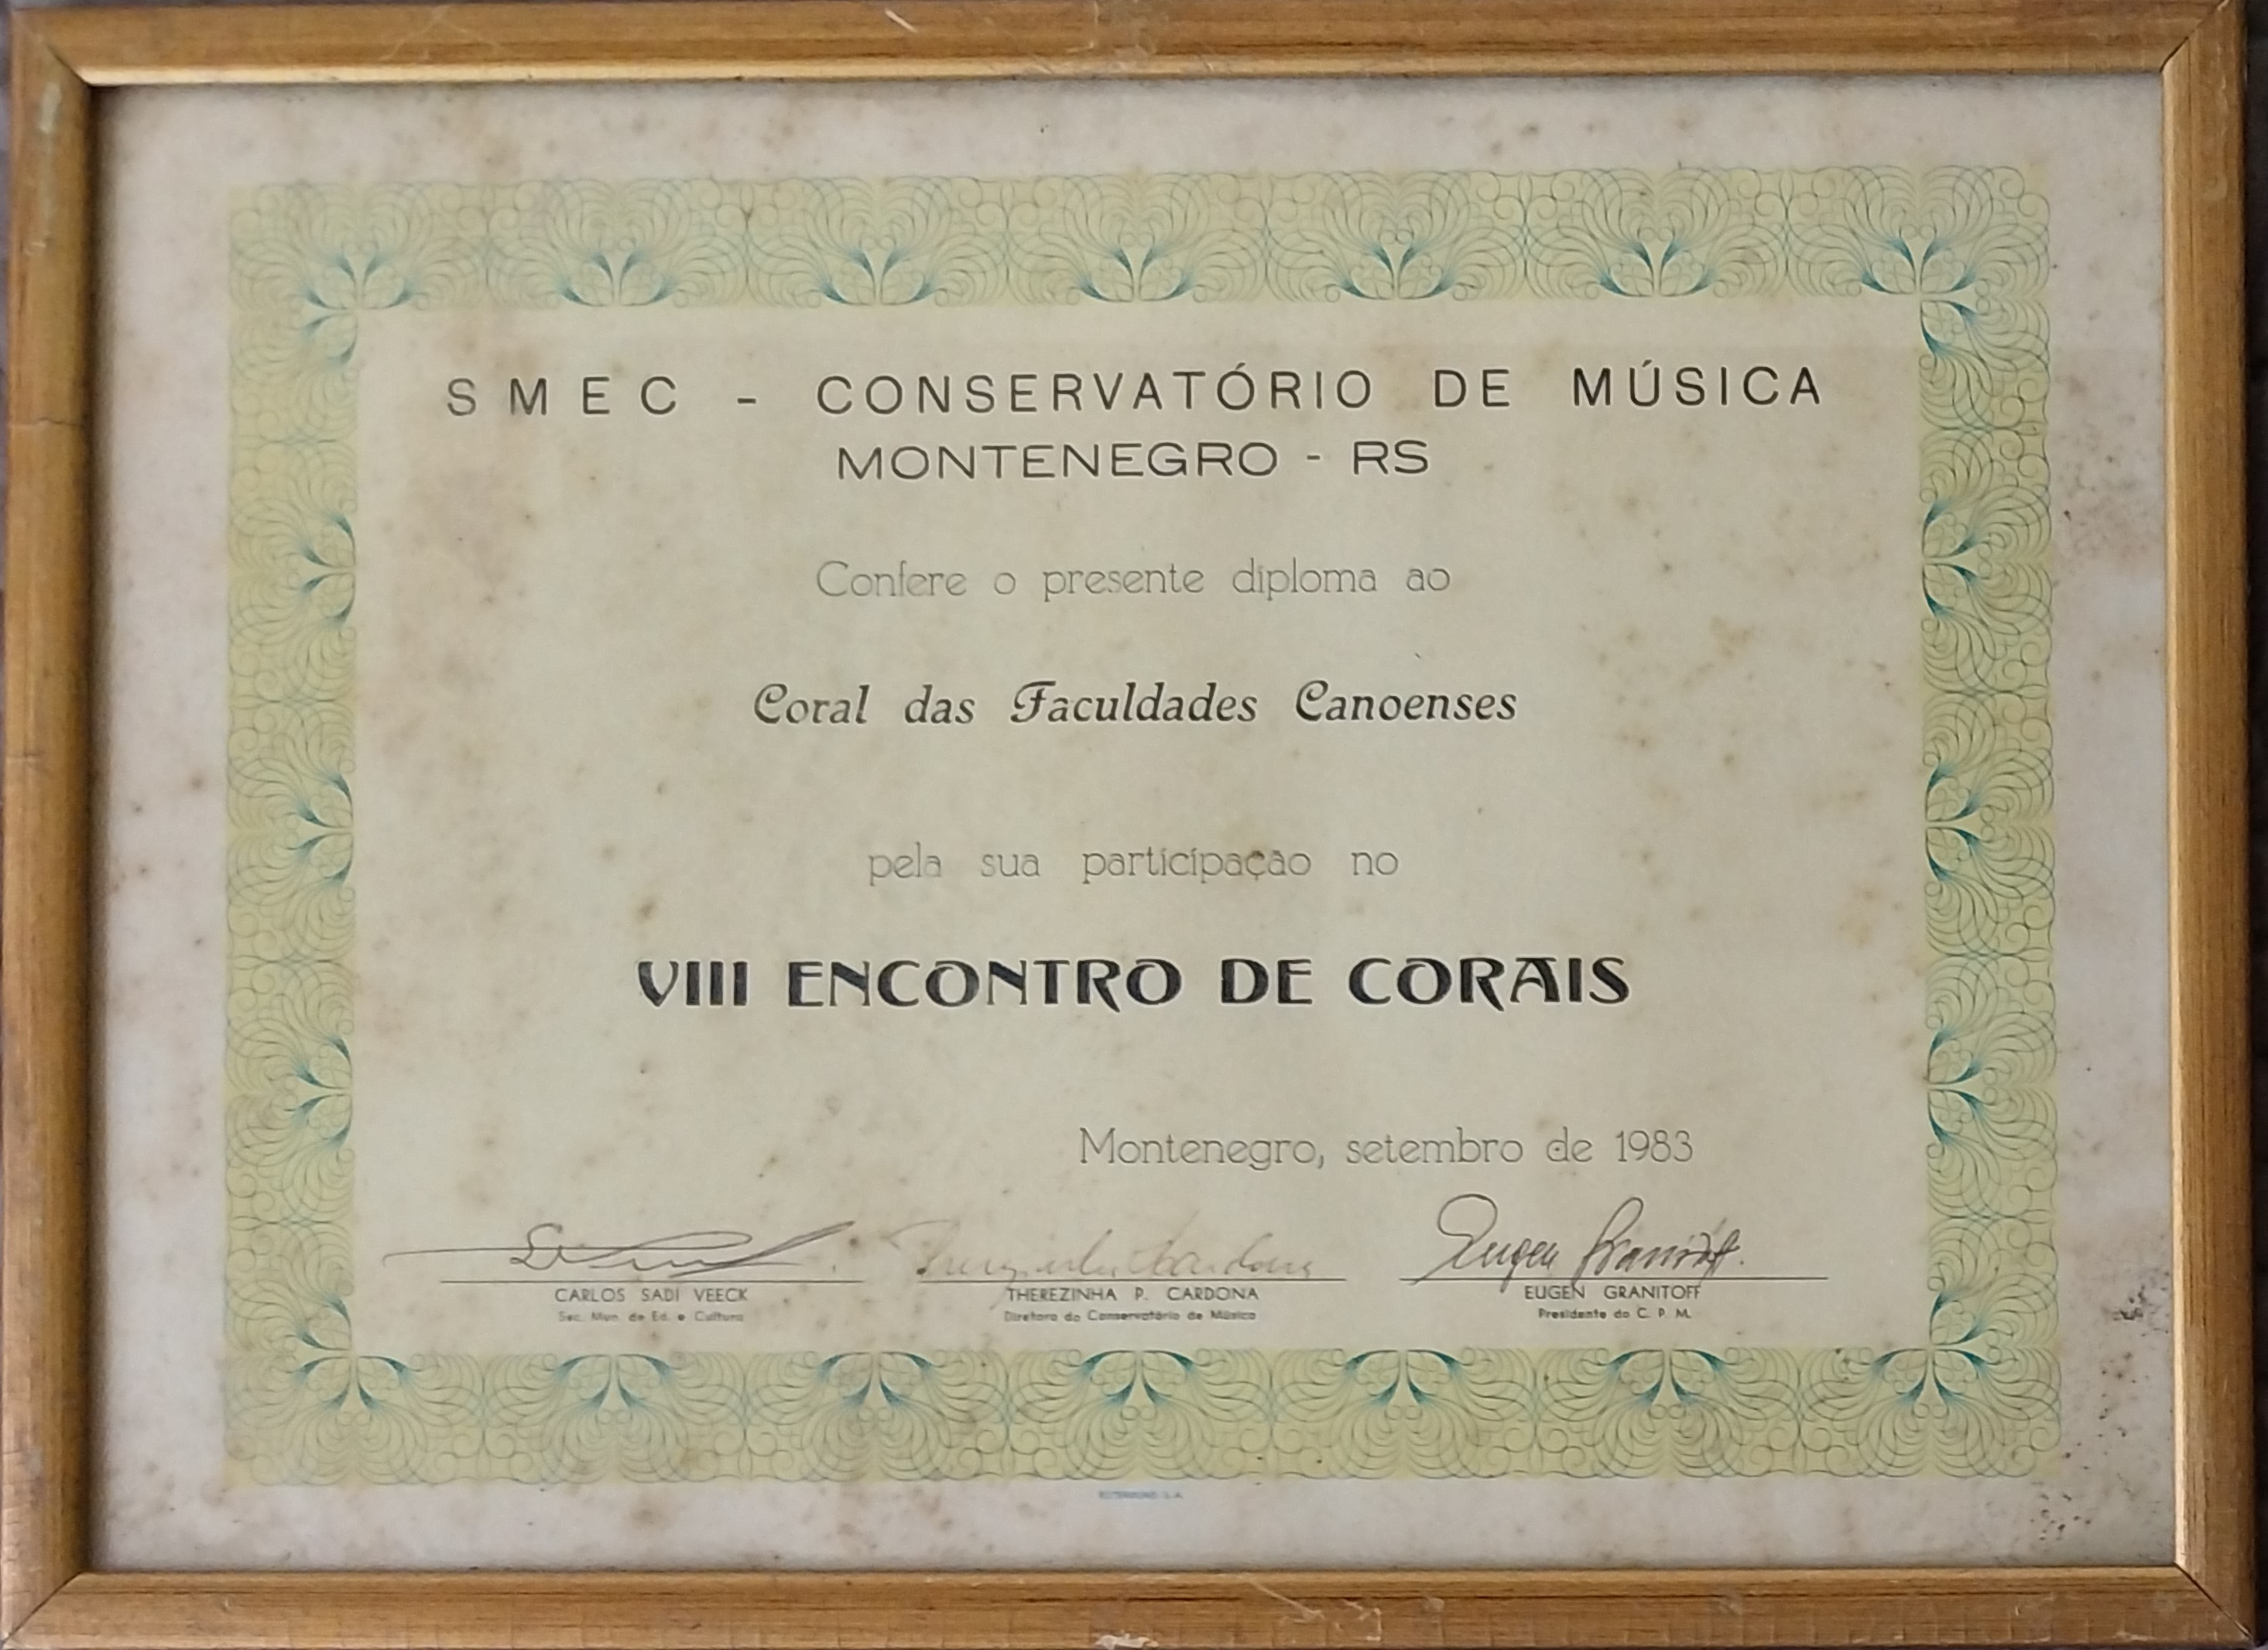 SMEC - CONSERVATÓRIO DE MÚSICA
MONTENEGRO - RS
Confere o presente diploma ao
Coral das Faculdades Canoenses
pela sua participação no
VIII ENCONTRO DE CORAIS
Montenegro, setembro de 1983
Eugen Granitoff.
CARLOS SADI VEECK THEREZINHA P. CARDONA EUGEN GRANITOFF
Sec. Mun. de Ed. e Cultura Diretora do Conservatório de Música Presidente do C. P. M.